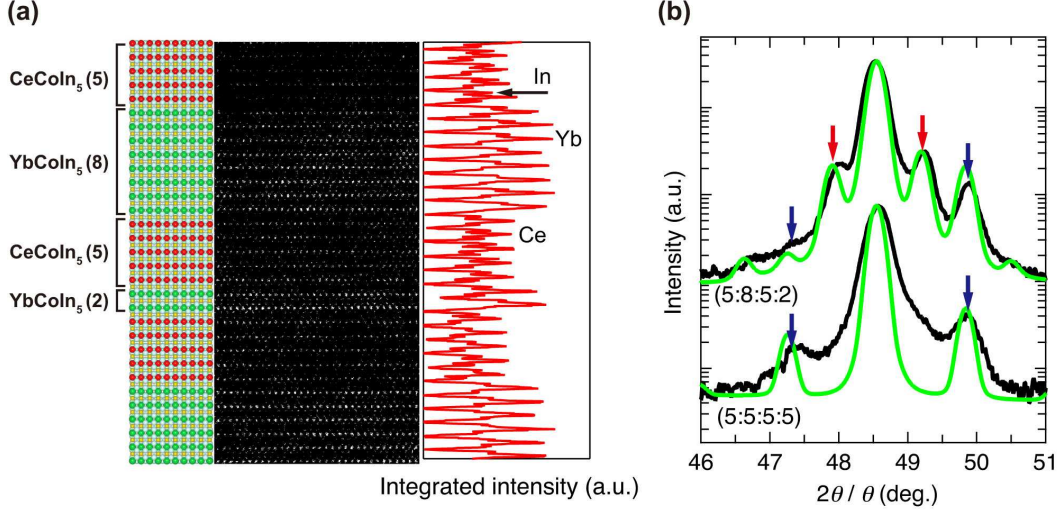 (a)
CeCoIn₅ (5)
YbCoIn₅ (8)
CeCoIn₅ (5)
YbCoIn₅ (2)
In
Yb
Ce
Integrated intensity (a.u.)
(b)
Intensity (a.u.)
(5:8:5:2)
(5:5:5:5)
46 47 48 49 50 51
2θ / θ (deg.)